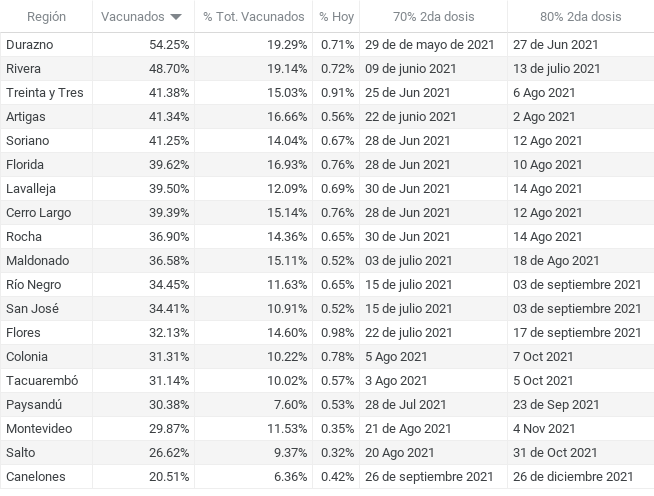 Región Vacunados % Tot. Vacunados % Hoy 70% 2da dosis 80% 2da dosis
Durazno 54.25% 19.29% 0.71% 29 de de mayo de 2021 27 de Jun 2021
Rivera 48.70% 19.14% 0.72% 09 de junio 2021 13 de julio 2021
Treinta y Tres 41.38% 15.03% 0.91% 25 de Jun 2021 6 Ago 2021
Artigas 41.34% 16.66% 0.56% 22 de junio 2021 2 Ago 2021
Soriano 41.25% 14.04% 0.67% 28 de Jun 2021 12 Ago 2021
Florida 39.62% 16.93% 0.76% 28 de Jun 2021 10 Ago 2021
Lavalleja 39.50% 12.09% 0.69% 30 de Jun 2021 14 Ago 2021
Cerro Largo 39.39% 15.14% 0.76% 28 de Jun 2021 12 Ago 2021
Rocha 36.90% 14.36% 0.65% 30 de Jun 2021 14 Ago 2021
Maldonado 36.58% 15.11% 0.52% 03 de julio 2021 18 de Ago 2021
Río Negro 34.45% 11.63% 0.65% 15 de julio 2021 03 de septiembre 2021
San José 34.41% 10.91% 0.52% 15 de julio 2021 03 de septiembre 2021
Flores 32.13% 14.60% 0.98% 22 de julio 2021 17 de septiembre 2021
Colonia 31.31% 10.22% 0.78% 5 Ago 2021 7 Oct 2021
Tacuarembó 31.14% 10.02% 0.57% 3 Ago 2021 5 Oct 2021
Paysandú 30.38% 7.60% 0.53% 28 de Jul 2021 23 de Sep 2021
Montevideo 29.87% 11.53% 0.35% 21 de Ago 2021 4 Nov 2021
Salto 26.62% 9.37% 0.32% 20 Ago 2021 31 de Oct 2021
Canelones 20.51% 6.36% 0.42% 26 de septiembre 2021 26 de diciembre 2021